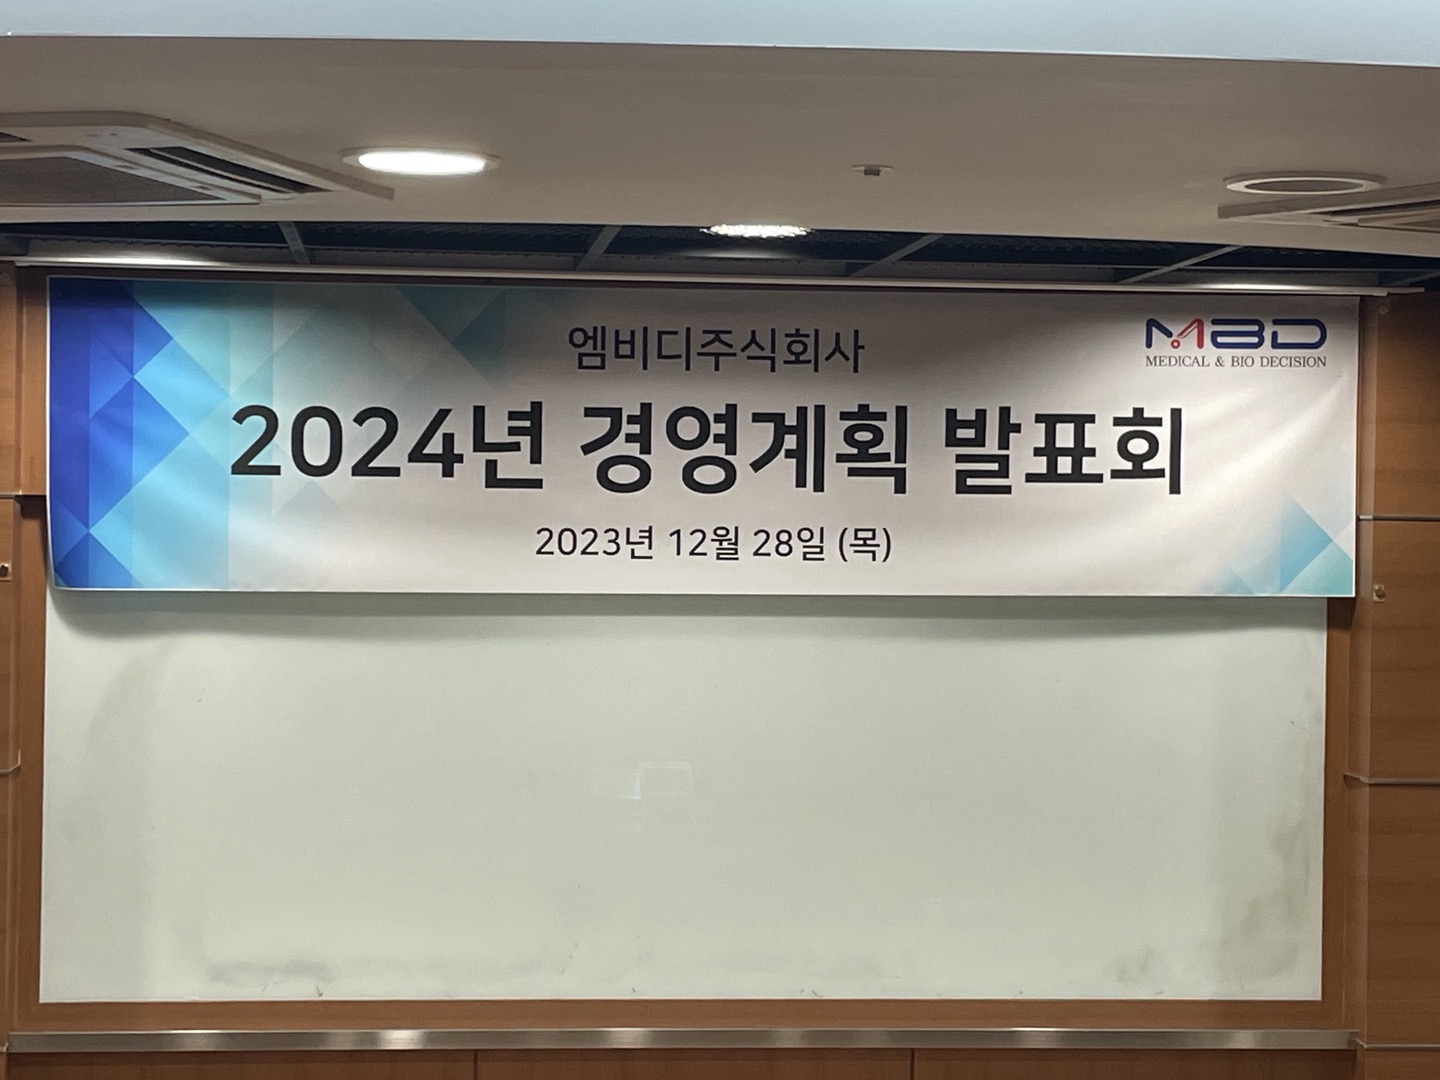 엠비디주식회사
MBD
MEDICAL & BIO DECISION
2024년 경영계획 발표회
2023년 12월 28일 (목)